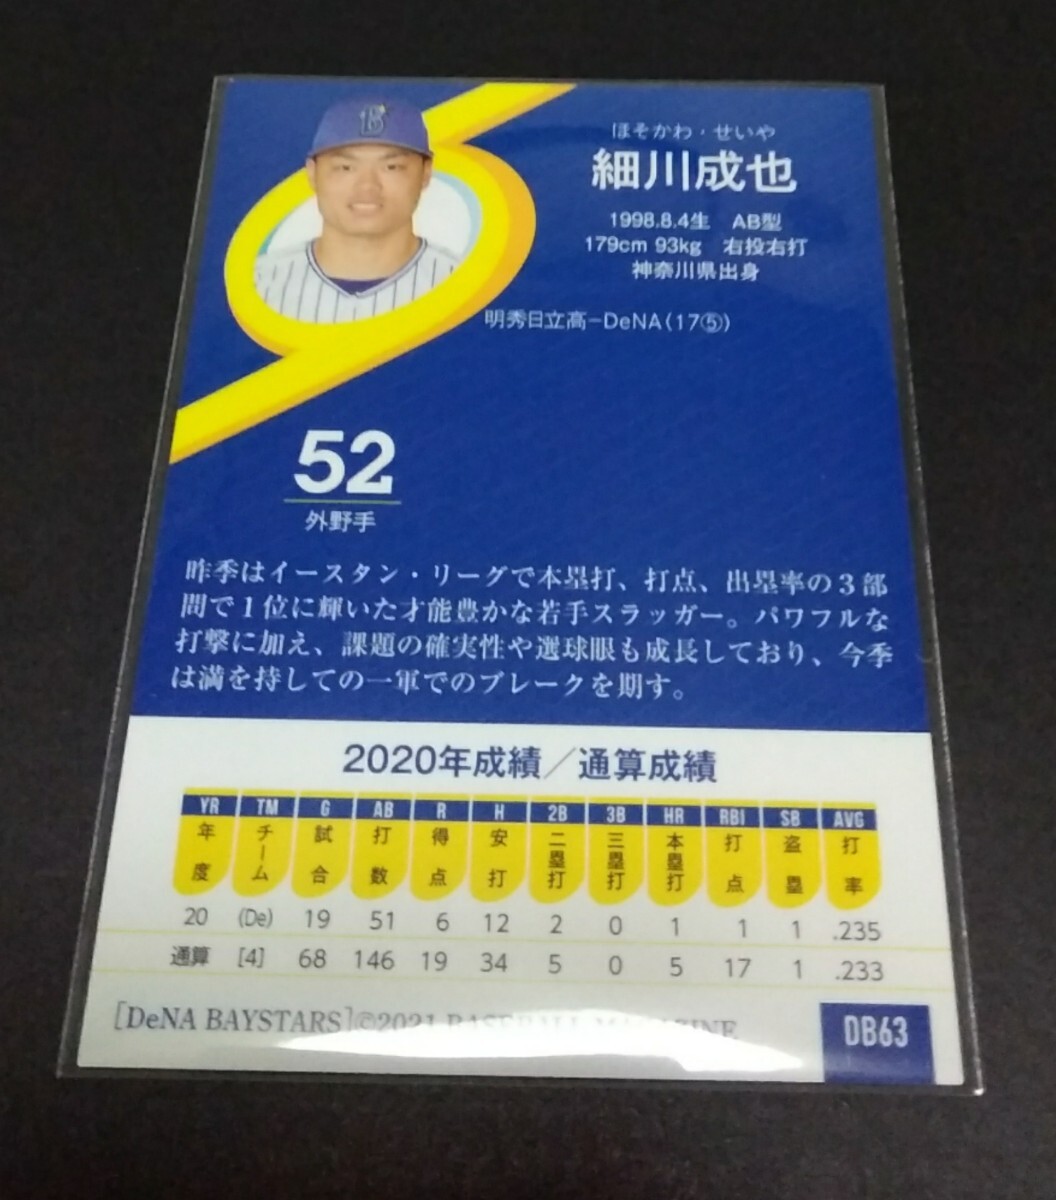 ほそかわ・せいや
細川成也
1998.8.4生 AB型
179cm 93kg 右投右打
神奈川県出身
明秀日立高-DeNA(17⑤)
52
外野手
昨季はイースタン・リーグで本塁打、打点、出塁率の3部
門で1位に輝いた才能豊かな若手スラッガー。パワフルな
打撃に加え、課題の確実性や選球眼も成長しており、今季
は満を持しての一軍でのブレークを期す。
2020年成績/通算成績
YR TM G AB R H 2B 3B HR RBI SB AVG
年度 チーム 試合 打数 得点 安打 二塁打 三塁打 本塁打 打点 盗塁 打率
20 (De) 19 51 6 12 2 0 1 1 1 .235
通算 [4] 68 146 19 34 5 0 5 17 1 .233
[DeNA BAYSTARS]©2021 BASEBALL MAGAZINE
DB63